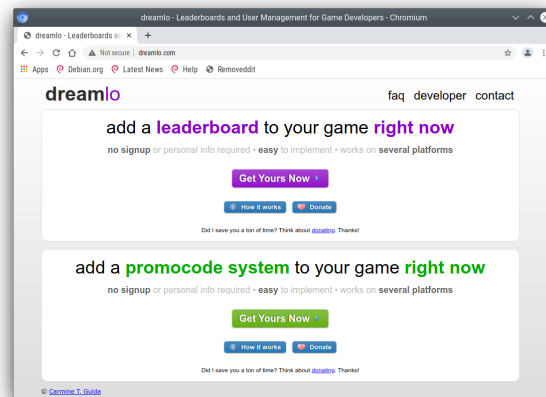 dreamlo - Leaderboards and User Management for Game Developers - Chromium
dreamlo - Leaderboards an
Not secure | dreamlo.com
Apps Debian.org Latest News Help Removeddit
dreamlo faq developer contact
add a leaderboard to your game right now
no signup or personal info required • easy to implement • works on several platforms
Get Yours Now
How it works Donate
Did I save you a ton of time? Think about donating. Thanks!
add a promocode system to your game right now
no signup or personal info required • easy to implement • works on several platforms
Get Yours Now
How it works Donate
Did I save you a ton of time? Think about donating. Thanks!
© Carmine T. Guida